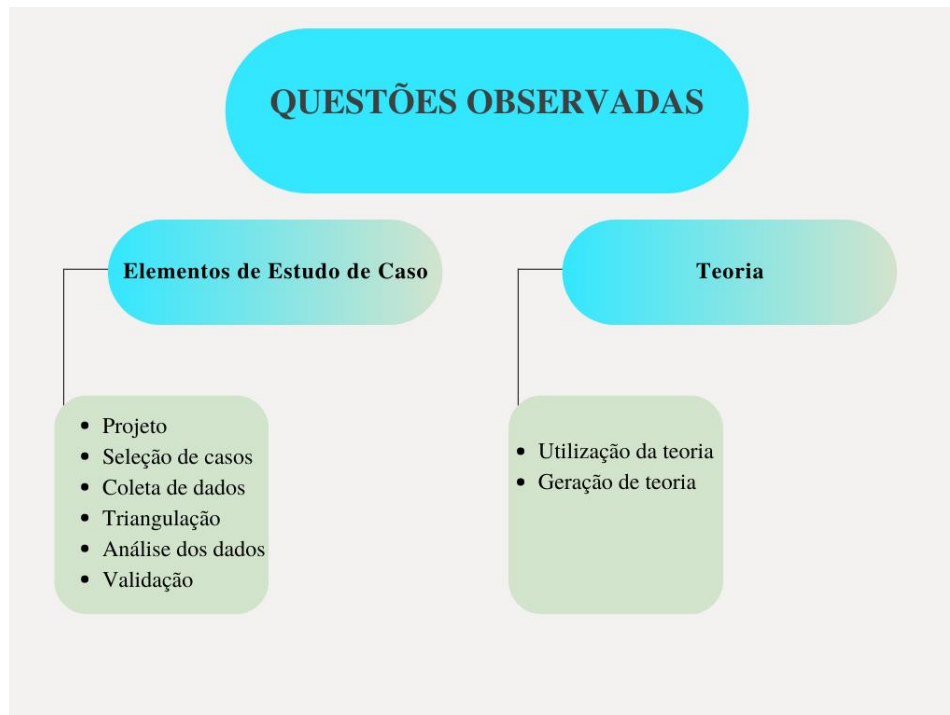 QUESTÕES OBSERVADAS
Elementos de Estudo de Caso
• Projeto
• Seleção de casos
• Coleta de dados
• Triangulação
• Análise dos dados
• Validação
Teoria
• Utilização da teoria
• Geração de teoria